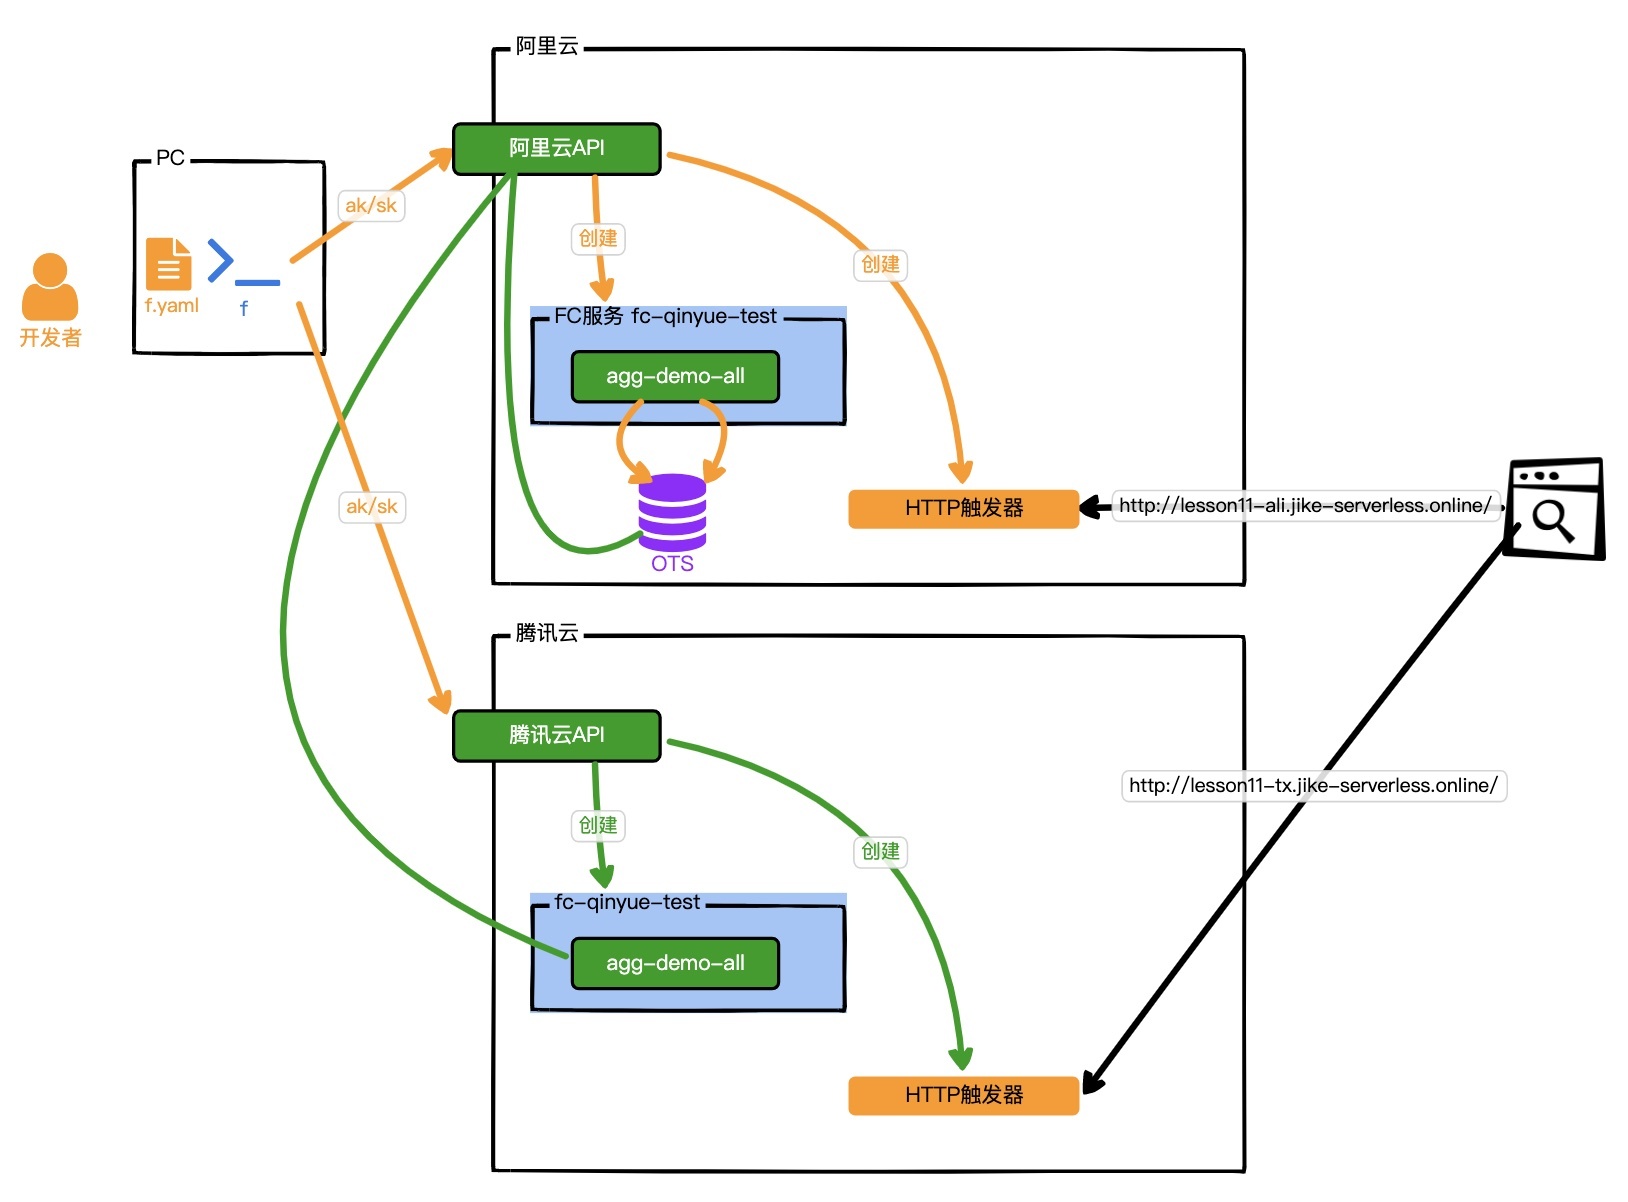 阿里云
阿里云API
PC
ak/sk
创建
创建
f.yaml
f
开发者
FC服务 fc-qinyue-test
agg-demo-all
ak/sk
HTTP触发器
http://lesson11-ali.jike-serverless.online/
OTS
腾讯云
腾讯云API
http://lesson11-tx.jike-serverless.online/
创建
创建
fc-qinyue-test
agg-demo-all
HTTP触发器